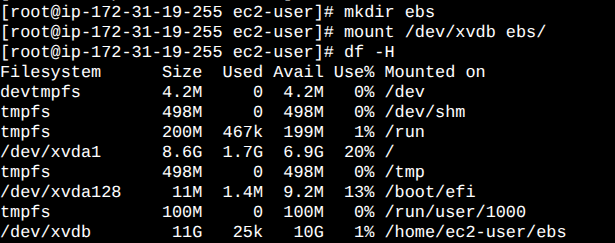 [root@ip-172-31-19-255 ec2-user]# mkdir ebs
[root@ip-172-31-19-255 ec2-user]# mount /dev/xvdb ebs/
[root@ip-172-31-19-255 ec2-user]# df -H
Filesystem      Size  Used Avail Use% Mounted on
devtmpfs        4.2M     0  4.2M   0% /dev
tmpfs           498M     0  498M   0% /dev/shm
tmpfs           200M  467k  199M   1% /run
/dev/xvda1      8.6G  1.7G  6.9G  20% /
tmpfs           498M     0  498M   0% /tmp
/dev/xvda128     11M  1.4M  9.2M  13% /boot/efi
tmpfs           100M     0  100M   0% /run/user/1000
/dev/xvdb        11G   25k   10G   1% /home/ec2-user/ebs